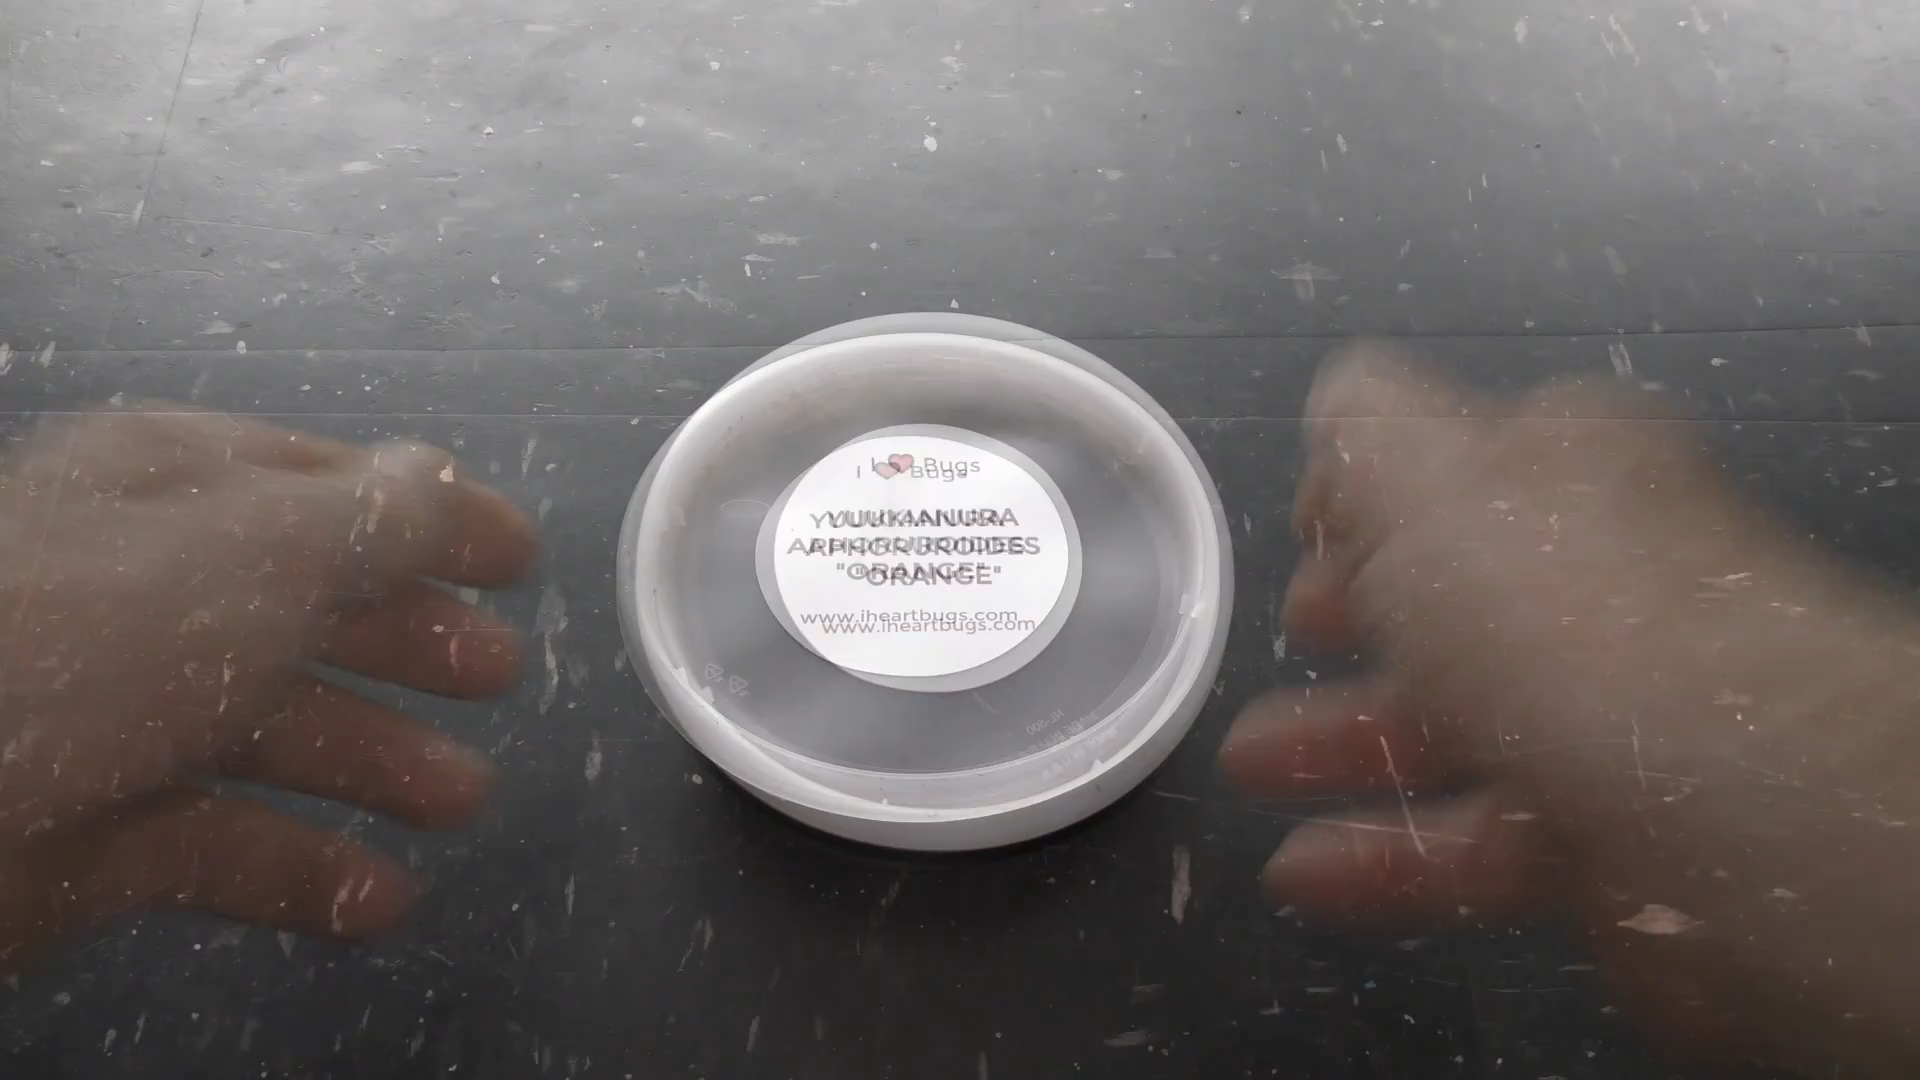 I ❤ Bugs
YUUKIANURA
APHORUROIDES
"ORANGE"
www.iheartbugs.com